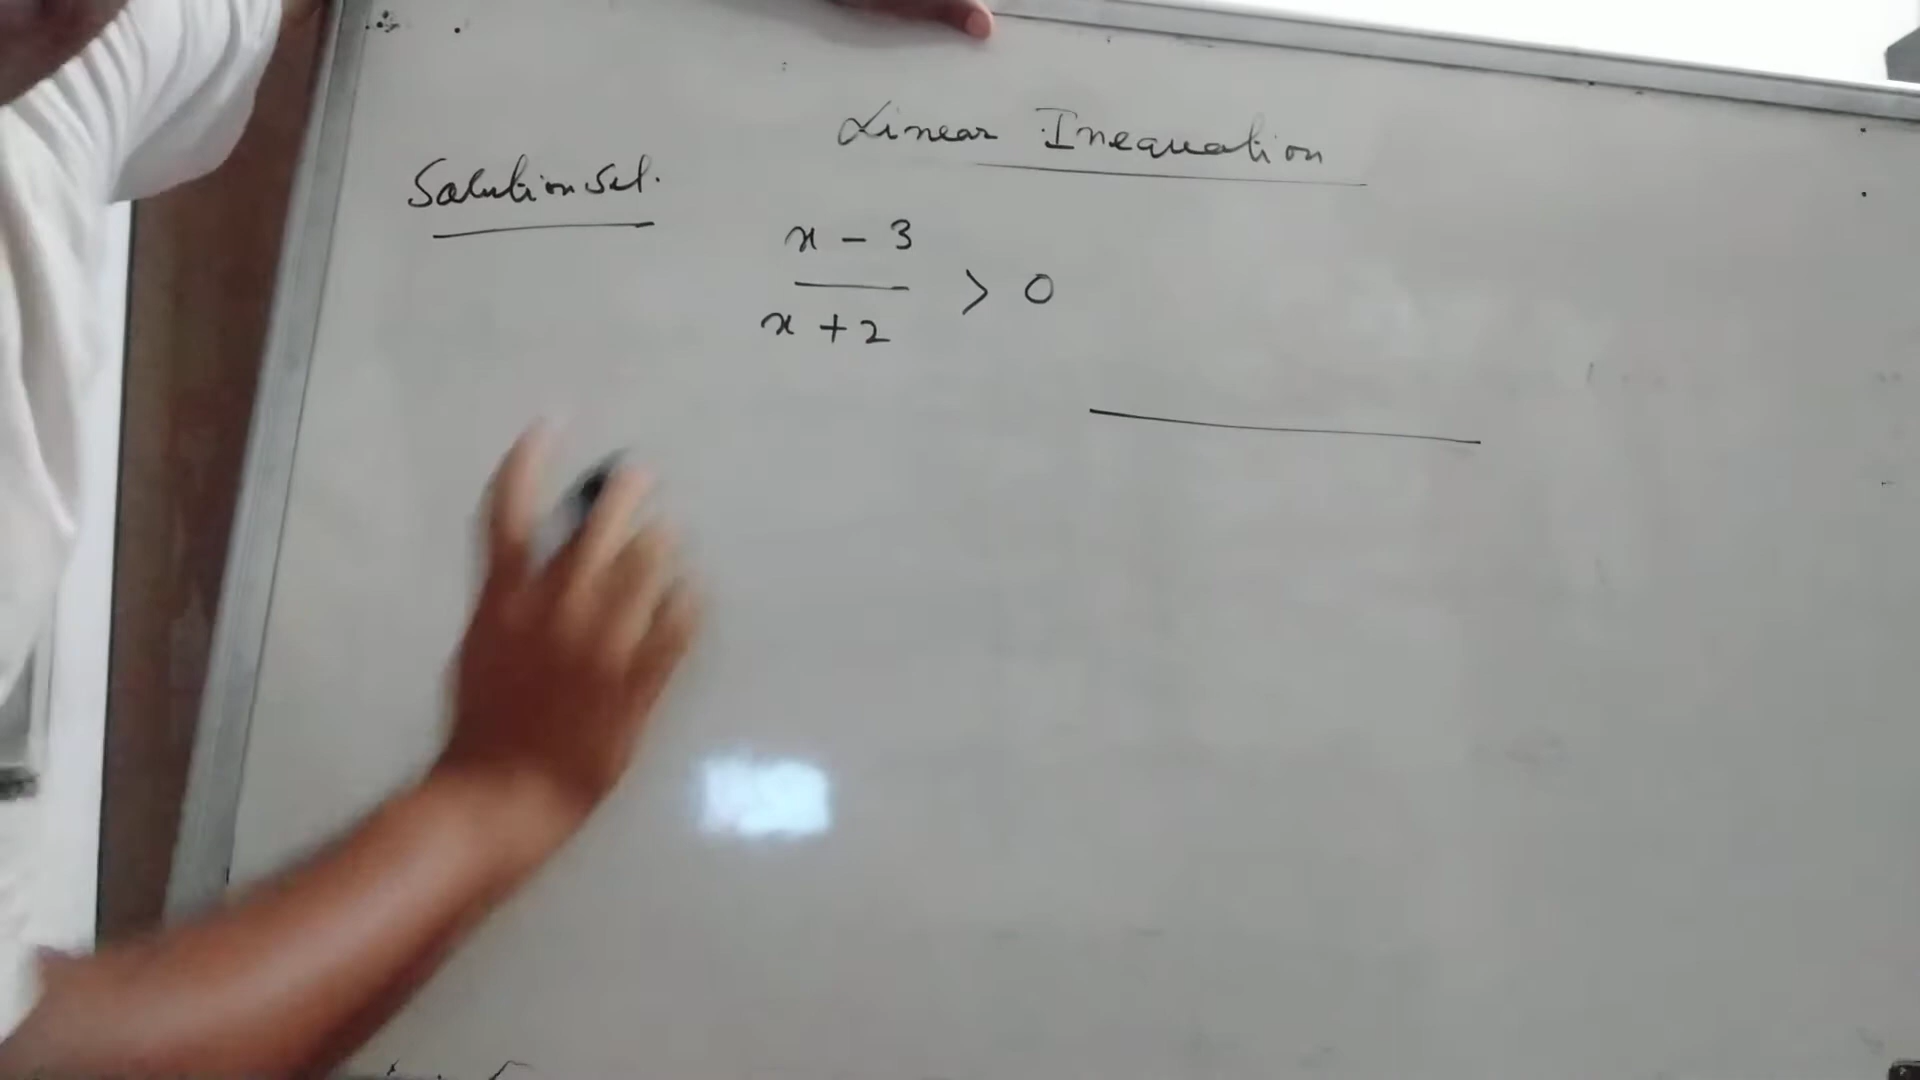 Linear Inequation
Solution Set.
x - 3
> 0
x + 2